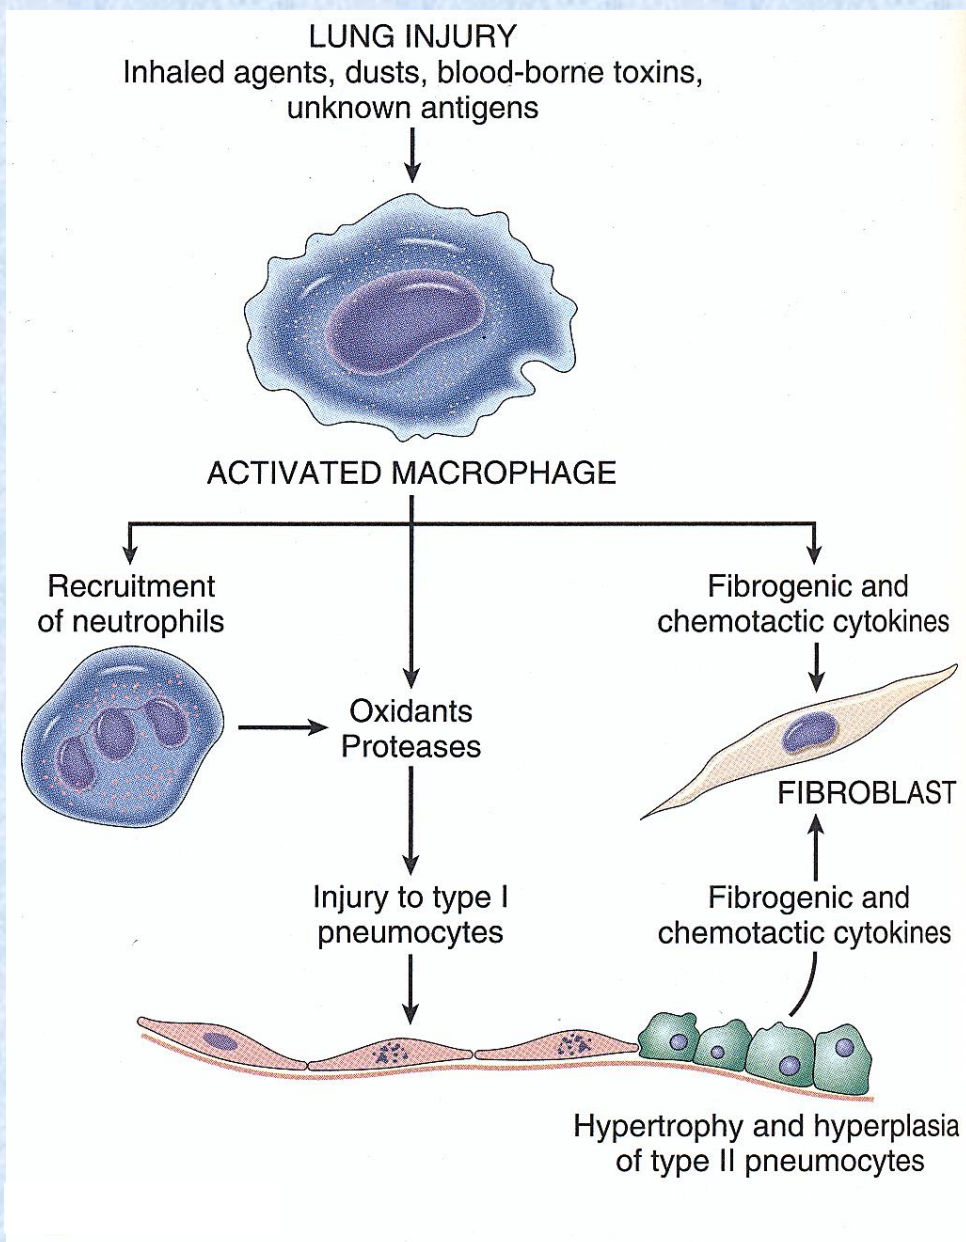 LUNG INJURY
Inhaled agents, dusts, blood-borne toxins,
unknown antigens
ACTIVATED MACROPHAGE
Recruitment
of neutrophils
Fibrogenic and
chemotactic cytokines
Oxidants
Proteases
FIBROBLAST
Injury to type I
pneumocytes
Fibrogenic and
chemotactic cytokines
Hypertrophy and hyperplasia
of type II pneumocytes